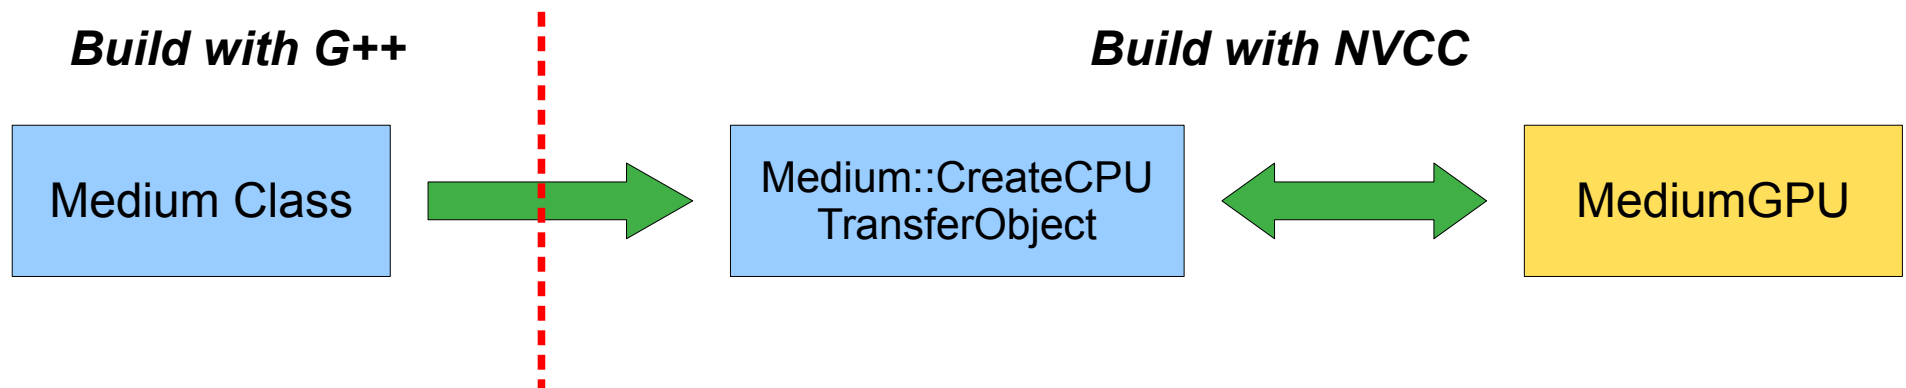 Build with G++
Build with NVCC
Medium Class
Medium::CreateCPU
TransferObject
MediumGPU